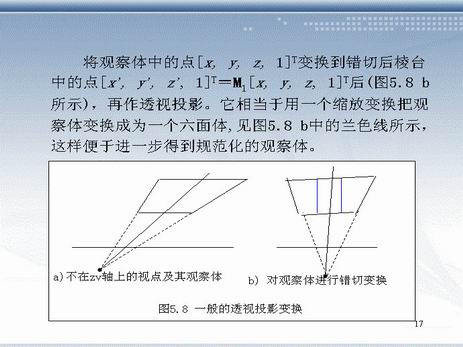 将观察体中的点[x, y, z, 1]ᵀ变换到错切后棱台
中的点[x', y', z', 1]ᵀ＝M₁[x, y, z, 1]ᵀ后(图5.8 b
所示)，再作透视投影。它相当于用一个缩放变换把观
察体变换成为一个六面体,见图5.8 b中的兰色线所示，
这样便于进一步得到规范化的观察体。
a)不在zv轴上的视点及其观察体
b) 对观察体进行错切变换
图5.8 一般的透视投影变换
17